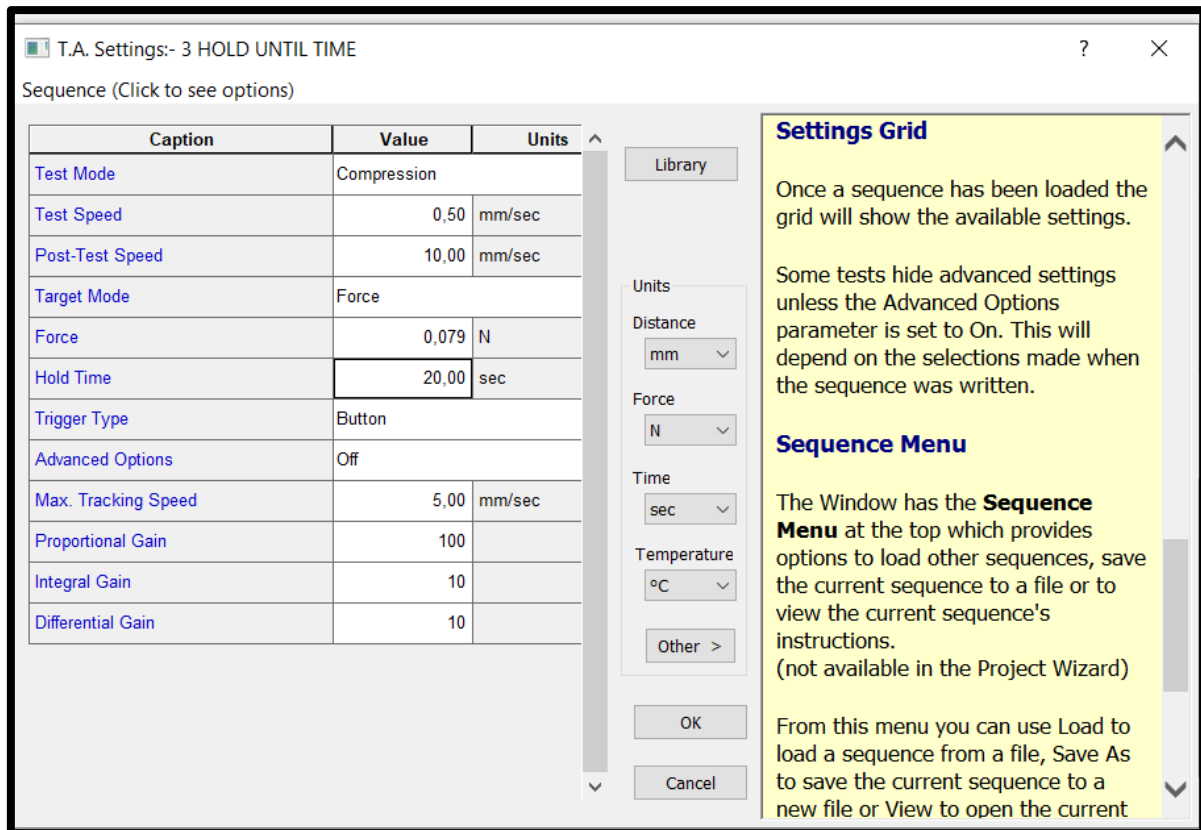 T.A. Settings:- 3 HOLD UNTIL TIME ?
Sequence (Click to see options)
Caption Value Units
Test Mode Compression
Test Speed 0,50 mm/sec
Post-Test Speed 10,00 mm/sec
Target Mode Force
Force 0,079 N
Hold Time 20,00 sec
Trigger Type Button
Advanced Options Off
Max. Tracking Speed 5,00 mm/sec
Proportional Gain 100
Integral Gain 10
Differential Gain 10
Library
Units
Distance
mm
Force
N
Time
sec
Temperature
ºC
Other >
OK
Cancel
Settings Grid
Once a sequence has been loaded the
grid will show the available settings.
Some tests hide advanced settings
unless the Advanced Options
parameter is set to On. This will
depend on the selections made when
the sequence was written.
Sequence Menu
The Window has the Sequence
Menu at the top which provides
options to load other sequences, save
the current sequence to a file or to
view the current sequence's
instructions.
(not available in the Project Wizard)
From this menu you can use Load to
load a sequence from a file, Save As
to save the current sequence to a
new file or View to open the current